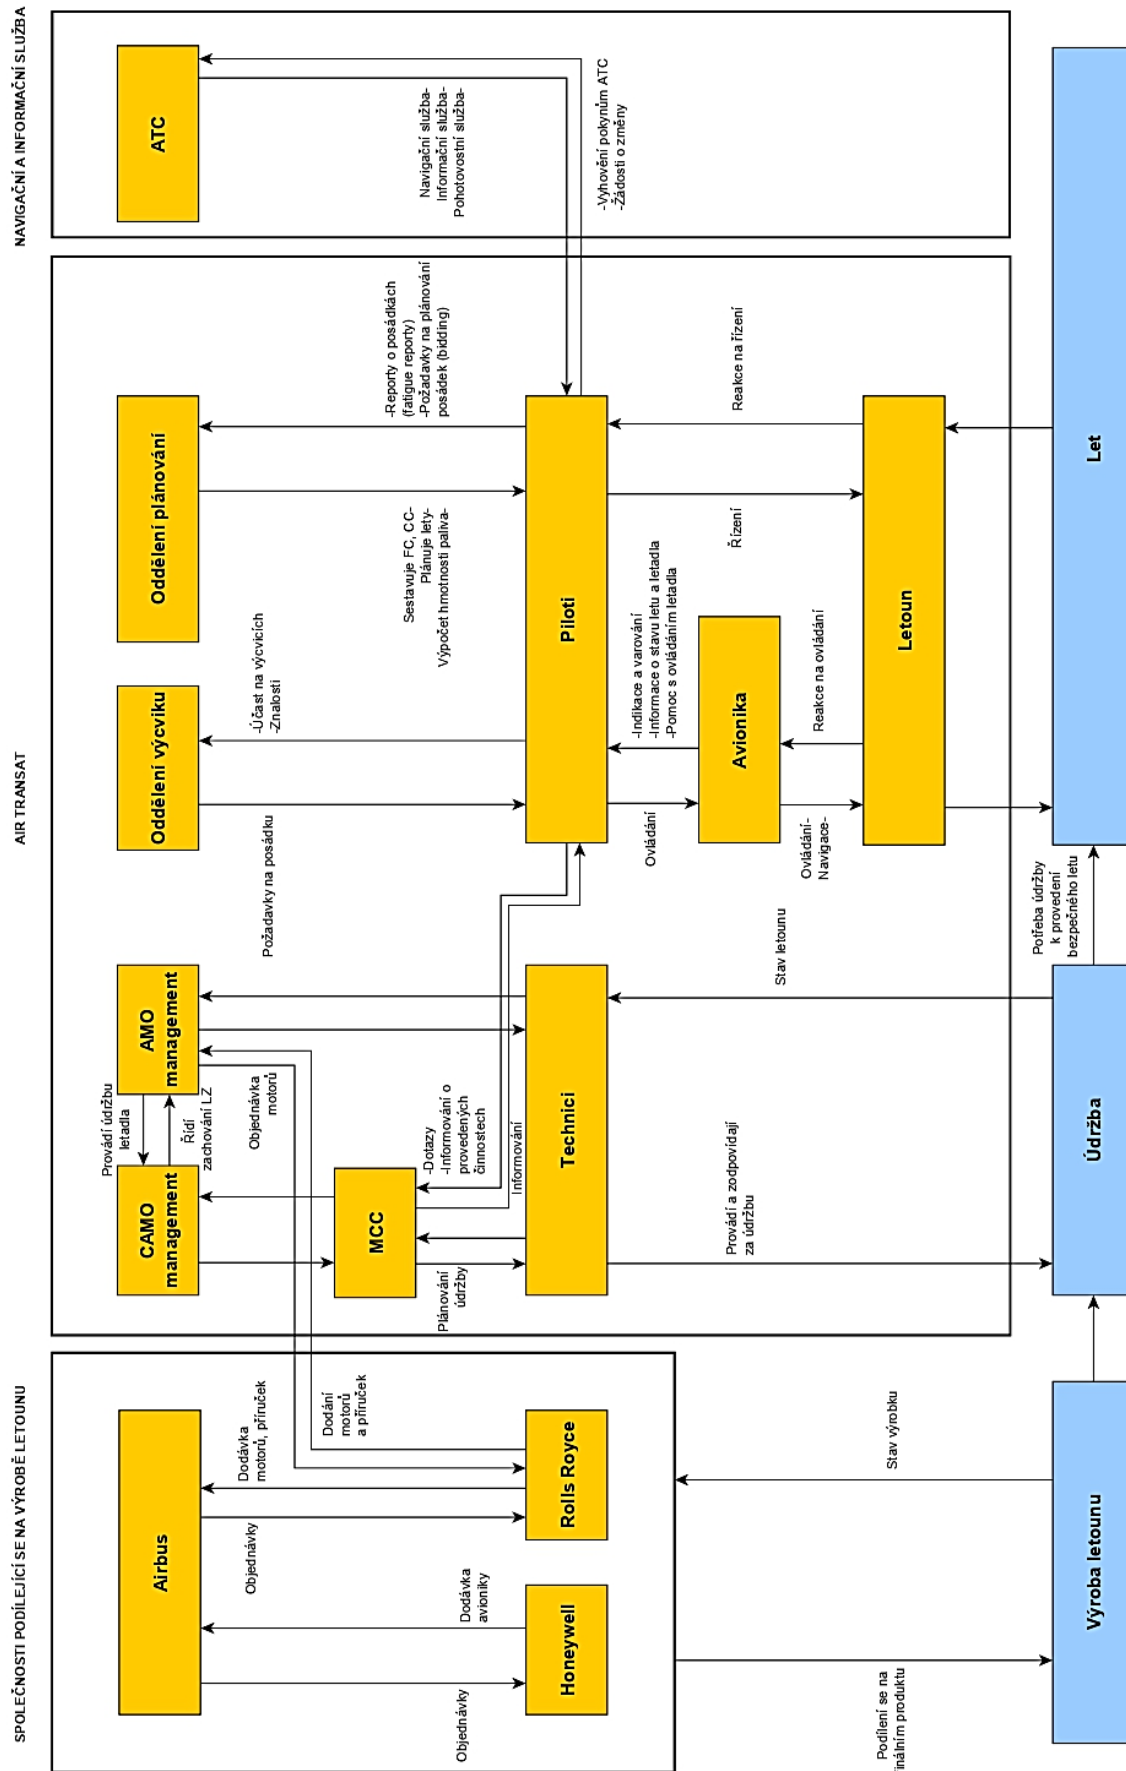 SPOLEČNOSTI PODÍLEJÍCÍ SE NA VÝROBĚ LETOUNU
AIR TRANSAT
NAVIGAČNÍ A INFORMAČNÍ SLUŽBA
Airbus
Objednávky
Dodávka
avioniky
Objednávky
Dodávka
motorů, příruček
Dodání
motorů
a příruček
Honeywell
Rolls Royce
Podílení se na
finálním produktu
Stav výrobku
Výroba letounu
CAMO
management
Provádí údržbu
letadla
Řídí
zachování LZ
AMO
management
Objednávka
motorů
MCC
-Dotazy
-Informování o
provedených
činnostech
Informování
Plánování
údržby
Technici
Provádí a zodpovídají
za údržbu
Stav letounu
Údržba
Potřeba údržby
k provedení
bezpečného letu
Oddělení výcviku
Požadavky na posádku
-Účast na výcvicích
-Znalosti
Oddělení plánování
Sestavuje FC, CC-
Plánuje lety-
Výpočet hmotnosti paliva-
-Reporty o posádkách
(fatigue reporty)
-Požadavky na plánování
posádek (bidding)
Piloti
Ovládání
-Indikace a varování
-Informace o stavu letu a letadla
-Pomoc s ovládáním letadla
Řízení
Reakce na řízení
Avionika
Ovládání-
Navigace-
Reakce na ovládání
Letoun
Let
ATC
Navigační služba-
Informační služba-
Pohotovostní služba-
-Vyhovění pokynům ATC
-Žádosti o změny